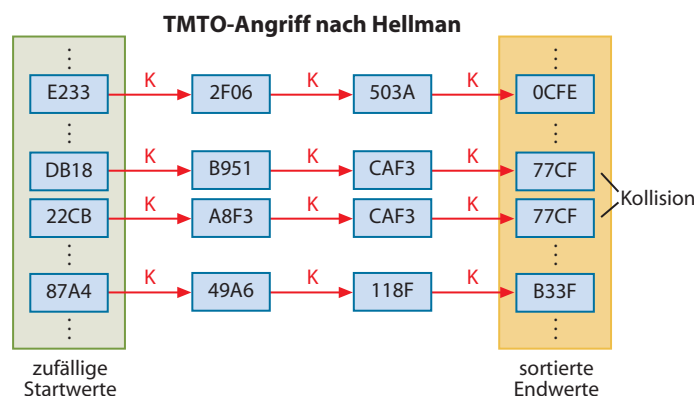 TMTO-Angriff nach Hellman
E233 K 2F06 K 503A K 0CFE
DB18 K B951 K CAF3 K 77CF
Kollision
22CB K A8F3 K CAF3 K 77CF
87A4 K 49A6 K 118F K B33F
zufällige
Startwerte
sortierte
Endwerte